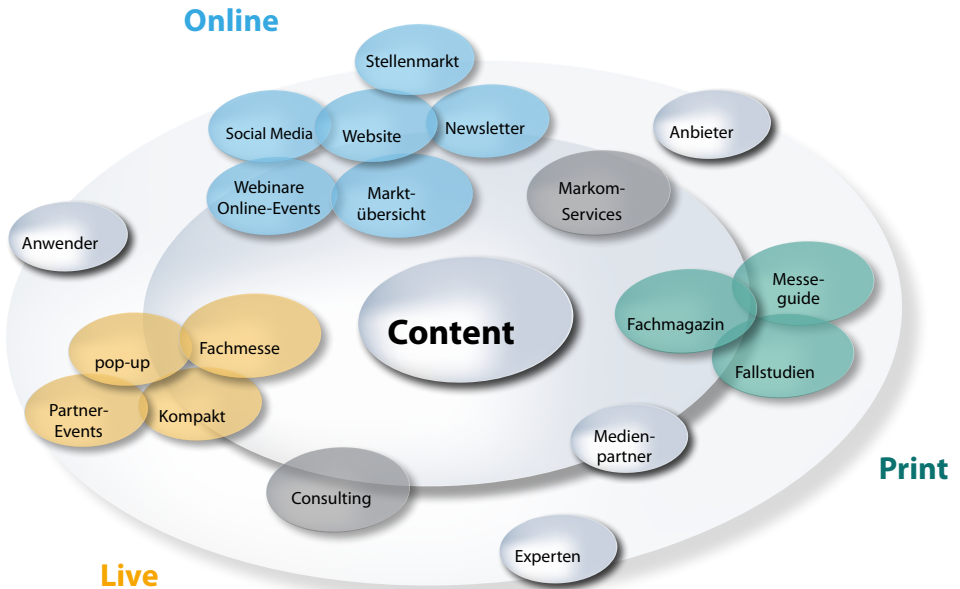 Online
Stellenmarkt
Social Media
Website
Newsletter
Anbieter
Webinare
Online-Events
Markt-
übersicht
Markom-
Services
Anwender
Messe-
guide
Fachmagazin
Content
Fachmesse
pop-up
Fallstudien
Partner-
Events
Kompakt
Medien-
partner
Print
Consulting
Experten
Live